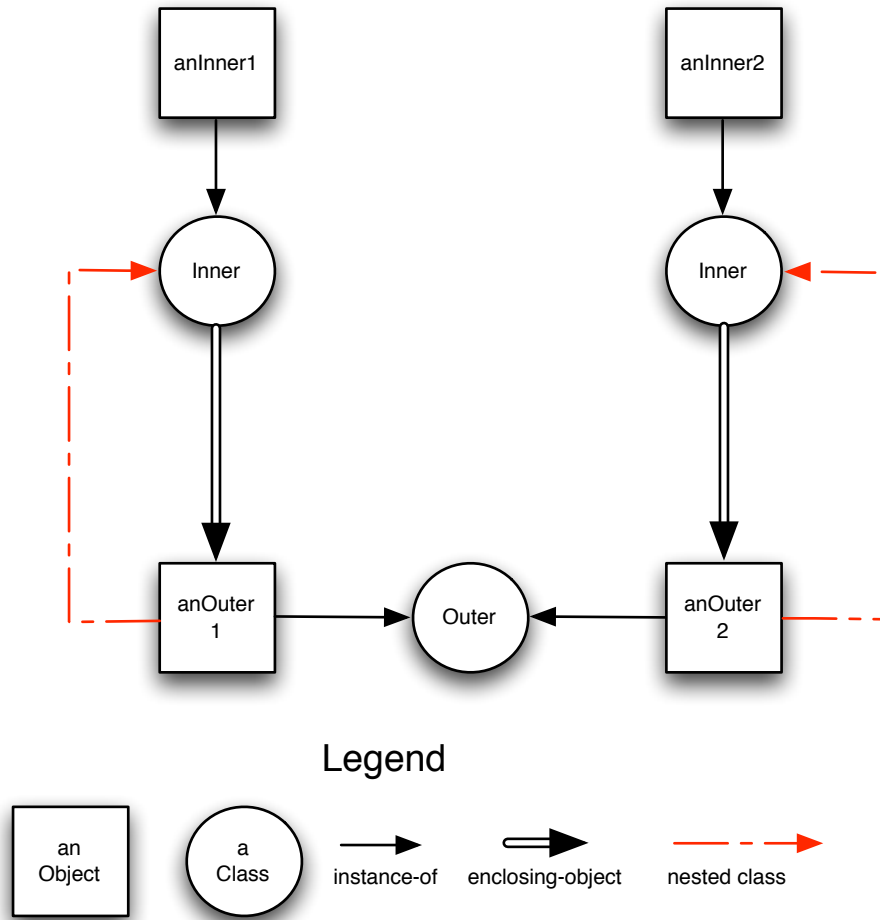 anInner1
anInner2
Inner
Inner
anOuter
1
Outer
anOuter
2
Legend
an
Object
a
Class
instance-of
enclosing-object
nested class